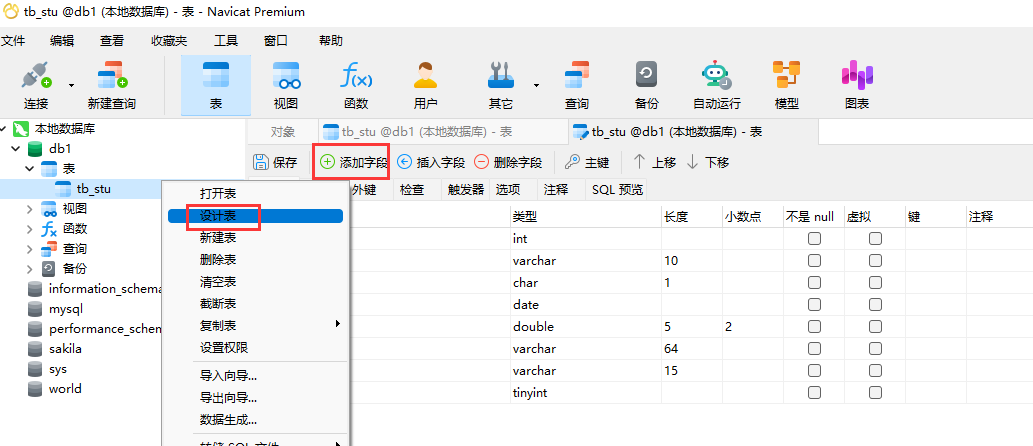 tb_stu @db1 (本地数据库) - 表 - Navicat Premium
文件 编辑 查看 收藏夹 工具 窗口 帮助
连接 新建查询 表 视图 函数 用户 其它 查询 备份 自动运行 模型 图表
f(x)
本地数据库
db1
表
tb_stu
视图
函数
查询
备份
information_schema
mysql
performance_schem
sakila
sys
world
打开表
设计表
新建表
删除表
清空表
截断表
复制表
设置权限
导入向导...
导出向导...
数据生成...
转储 SQL 文件
对象 tb_stu @db1 (本地数据库) - 表 tb_stu @db1 (本地数据库) - 表
保存 添加字段 插入字段 删除字段 主键 上移 下移
外键 检查 触发器 选项 注释 SQL 预览
类型 长度 小数点 不是 null 虚拟 键 注释
int
varchar 10
char 1
date
double 5 2
varchar 64
varchar 15
tinyint